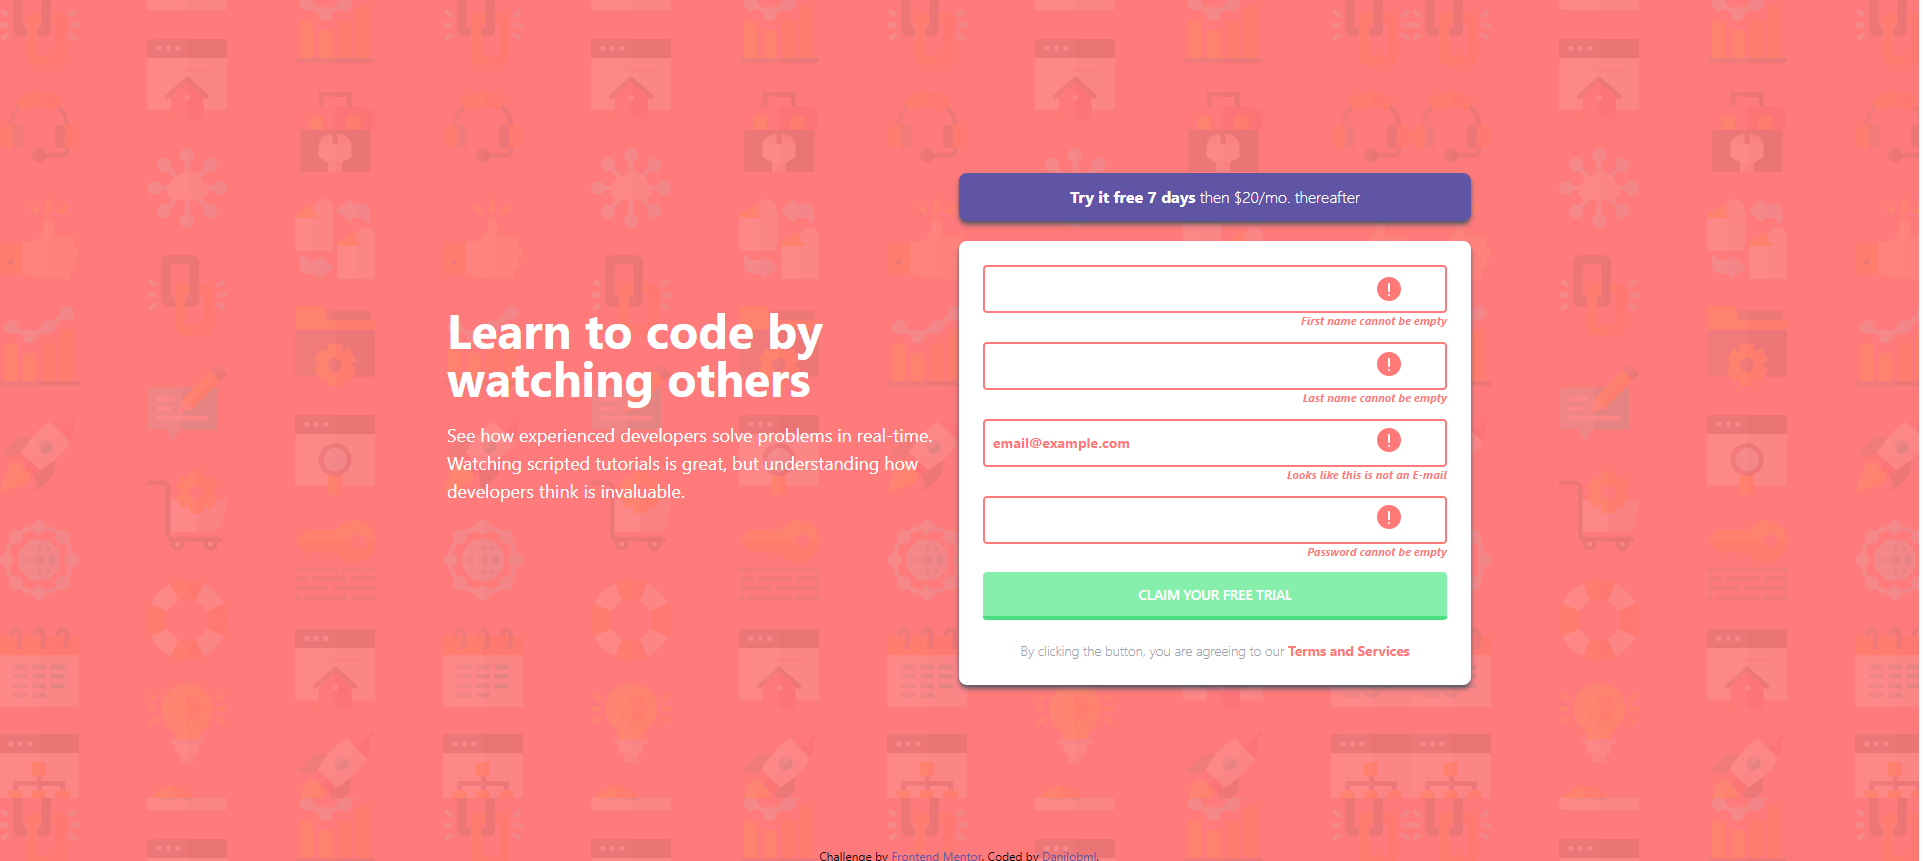 Try it free 7 days then $20/mo. thereafter
Learn to code by
watching others
See how experienced developers solve problems in real-time.
Watching scripted tutorials is great, but understanding how
developers think is invaluable.
First name cannot be empty
Last name cannot be empty
email@example.com
Looks like this is not an E-mail
Password cannot be empty
CLAIM YOUR FREE TRIAL
By clicking the button, you are agreeing to our Terms and Services
Challenge by Frontend Mentor. Coded by Danilobml.